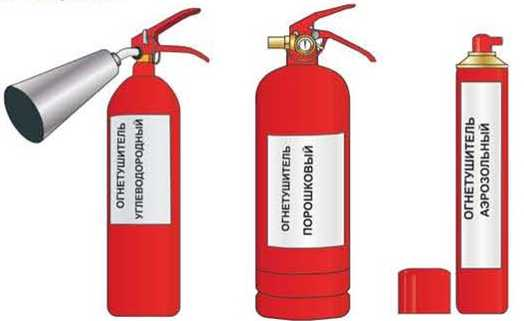 ОГНЕТУШИТЕЛЬ
УГЛЕВОДОРОДНЫЙ
ОГНЕТУШИТЕЛЬ
ПОРОШКОВЫЙ
ОГНЕТУШИТЕЛЬ
АЭРОЗОЛЬНЫЙ